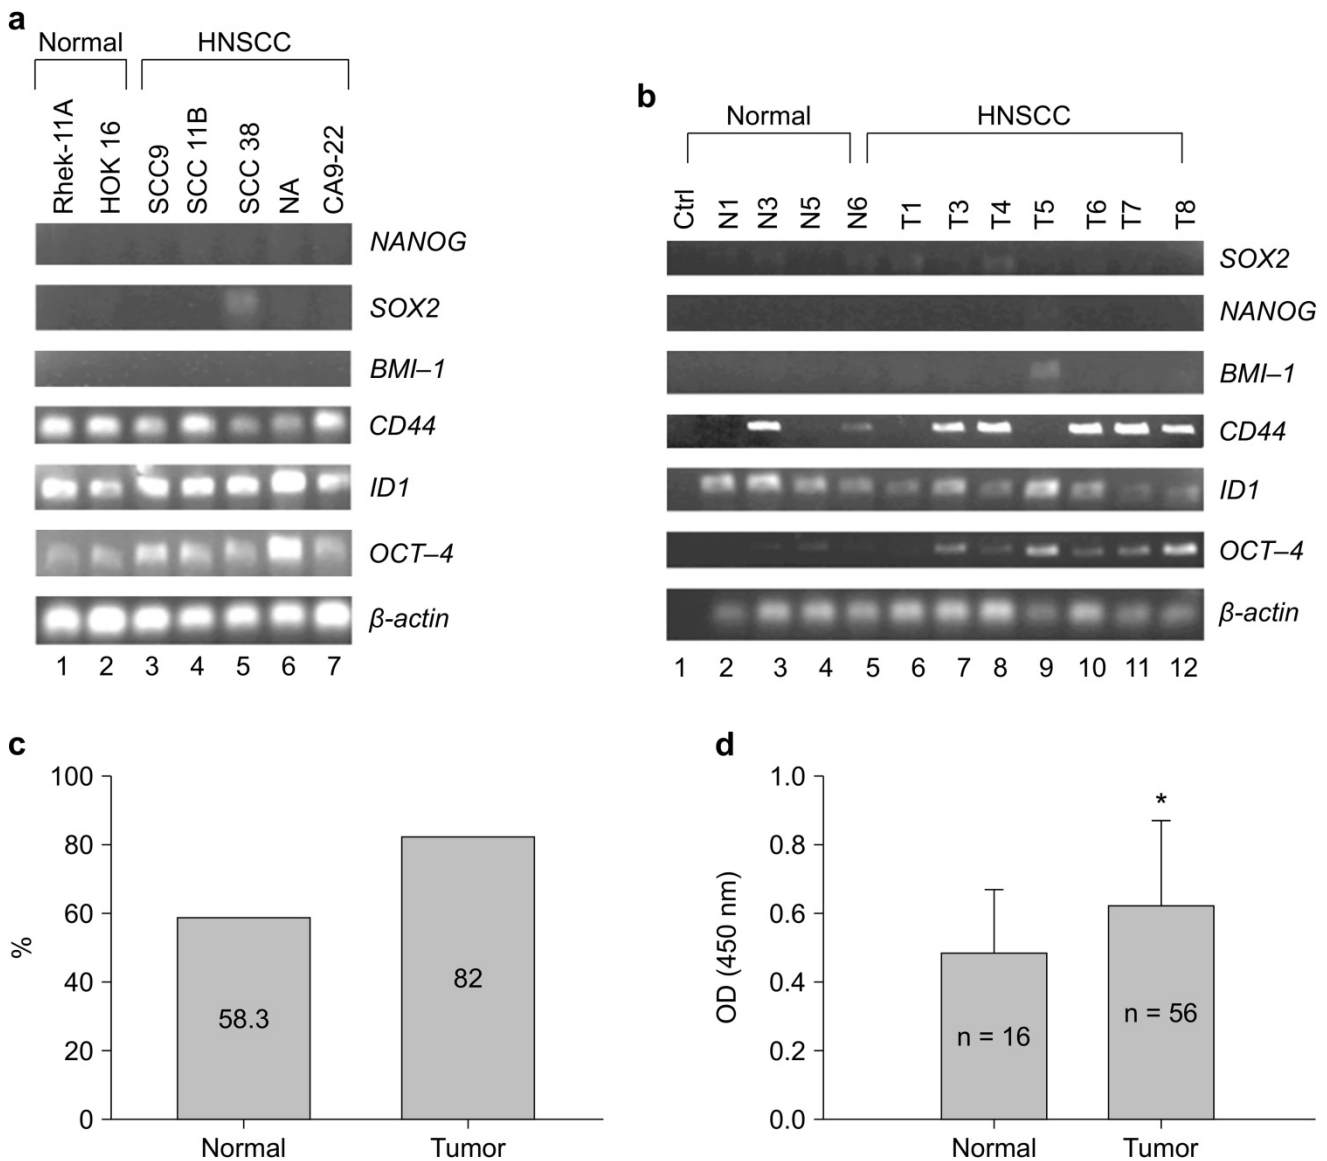 a
Normal HNSCC
Rhek-11A HOK 16 SCC9 SCC 11B SCC 38 NA CA9-22
NANOG
SOX2
BMI–1
CD44
ID1
OCT–4
β-actin
1 2 3 4 5 6 7
b
Normal HNSCC
Ctrl N1 N3 N5 N6 T1 T3 T4 T5 T6 T7 T8
SOX2
NANOG
BMI–1
CD44
ID1
OCT–4
β-actin
1 2 3 4 5 6 7 8 9 10 11 12
c
100
80
60
40
20
0
%
58.3
82
Normal Tumor
d
1.0
0.8
0.6
0.4
0.2
0.0
OD (450 nm)
*
n = 16
n = 56
Normal Tumor